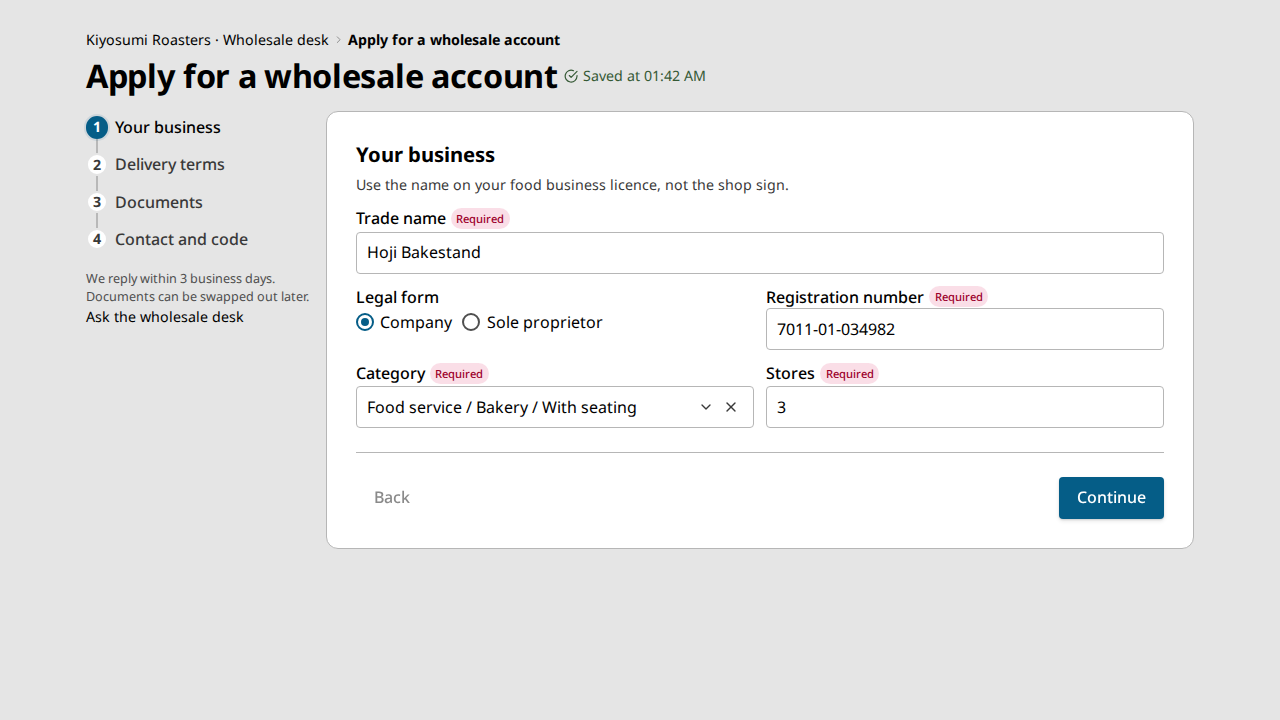 Kiyosumi Roasters · Wholesale desk > Apply for a wholesale account
Apply for a wholesale account Saved at 01:42 AM
1 Your business
2 Delivery terms
3 Documents
4 Contact and code
We reply within 3 business days.
Documents can be swapped out later.
Ask the wholesale desk
Your business
Use the name on your food business licence, not the shop sign.
Trade name Required
Hoji Bakestand
Legal form
Company Sole proprietor
Registration number Required
7011-01-034982
Category Required
Food service / Bakery / With seating
Stores Required
3
Back
Continue